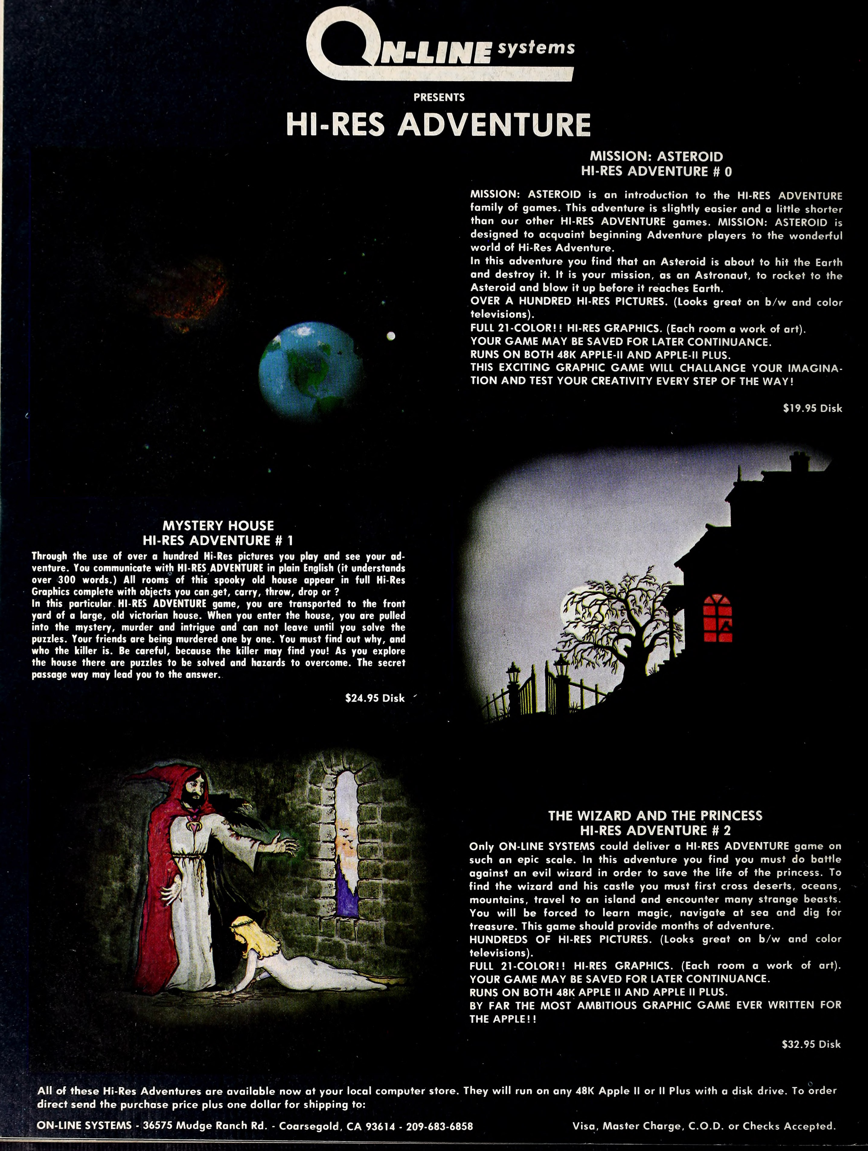 ON-LINE systems
PRESENTS
HI-RES ADVENTURE
MISSION: ASTEROID
HI-RES ADVENTURE # 0
MISSION: ASTEROID is an introduction to the HI-RES ADVENTURE
family of games. This adventure is slightly easier and a little shorter
than our other HI-RES ADVENTURE games. MISSION: ASTEROID is
designed to acquaint beginning Adventure players to the wonderful
world of Hi-Res Adventure.
In this adventure you find that an Asteroid is about to hit the Earth
and destroy it. It is your mission, as an Astronaut, to rocket to the
Asteroid and blow it up before it reaches Earth.
OVER A HUNDRED HI-RES PICTURES. (Looks great on b/w and color
televisions).
FULL 21-COLOR!! HI-RES GRAPHICS. (Each room a work of art).
YOUR GAME MAY BE SAVED FOR LATER CONTINUANCE.
RUNS ON BOTH 48K APPLE-II AND APPLE-II PLUS.
THIS EXCITING GRAPHIC GAME WILL CHALLANGE YOUR IMAGINA-
TION AND TEST YOUR CREATIVITY EVERY STEP OF THE WAY!
$19.95 Disk
MYSTERY HOUSE
HI-RES ADVENTURE # 1
Through the use of over a hundred Hi-Res pictures you play and see your ad-
venture. You communicate with HI-RES ADVENTURE in plain English (it understands
over 300 words.) All rooms of this spooky old house appear in full Hi-Res
Graphics complete with objects you can get, carry, throw, drop or ?
In this particular HI-RES ADVENTURE game, you are transported to the front
yard of a large, old victorian house. When you enter the house, you are pulled
into the mystery, murder and intrigue and can not leave until you solve the
puzzles. Your friends are being murdered one by one. You must find out why, and
who the killer is. Be careful, because the killer may find you! As you explore
the house there are puzzles to be solved and hazards to overcome. The secret
passage way may lead you to the answer.
$24.95 Disk
THE WIZARD AND THE PRINCESS
HI-RES ADVENTURE # 2
Only ON-LINE SYSTEMS could deliver a HI-RES ADVENTURE game on
such an epic scale. In this adventure you find you must do battle
against an evil wizard in order to save the life of the princess. To
find the wizard and his castle you must first cross deserts, oceans,
mountains, travel to an island and encounter many strange beasts.
You will be forced to learn magic, navigate at sea and dig for
treasure. This game should provide months of adventure.
HUNDREDS OF HI-RES PICTURES. (Looks great on b/w and color
televisions).
FULL 21-COLOR!! HI-RES GRAPHICS. (Each room a work of art).
YOUR GAME MAY BE SAVED FOR LATER CONTINUANCE.
RUNS ON BOTH 48K APPLE II AND APPLE II PLUS.
BY FAR THE MOST AMBITIOUS GRAPHIC GAME EVER WRITTEN FOR
THE APPLE!!
$32.95 Disk
All of these Hi-Res Adventures are available now at your local computer store. They will run on any 48K Apple II or II Plus with a disk drive. To order
direct send the purchase price plus one dollar for shipping to:
ON-LINE SYSTEMS - 36575 Mudge Ranch Rd. - Coarsegold, CA 93614 - 209-683-6858
Visa, Master Charge, C.O.D. or Checks Accepted.